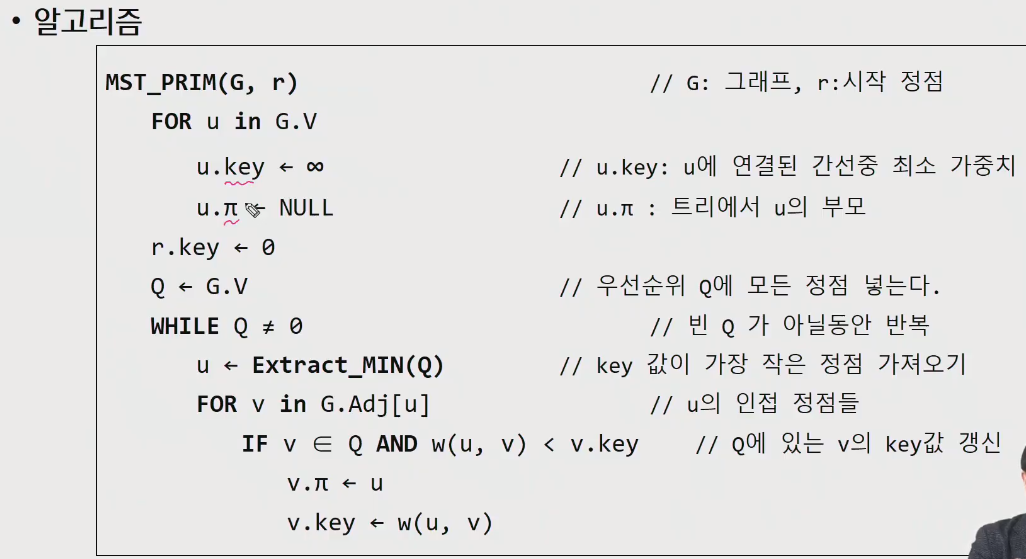 • 알고리즘
MST_PRIM(G, r) // G: 그래프, r:시작 정점
FOR u in G.V
u.key ← ∞ // u.key: u에 연결된 간선중 최소 가중치
u.π ← NULL // u.π : 트리에서 u의 부모
r.key ← 0
Q ← G.V // 우선순위 Q에 모든 정점 넣는다.
WHILE Q ≠ 0 // 빈 Q 가 아닐동안 반복
u ← Extract_MIN(Q) // key 값이 가장 작은 정점 가져오기
FOR v in G.Adj[u] // u의 인접 정점들
IF v ∈ Q AND w(u, v) < v.key // Q에 있는 v의 key값 갱신
v.π ← u
v.key ← w(u, v)